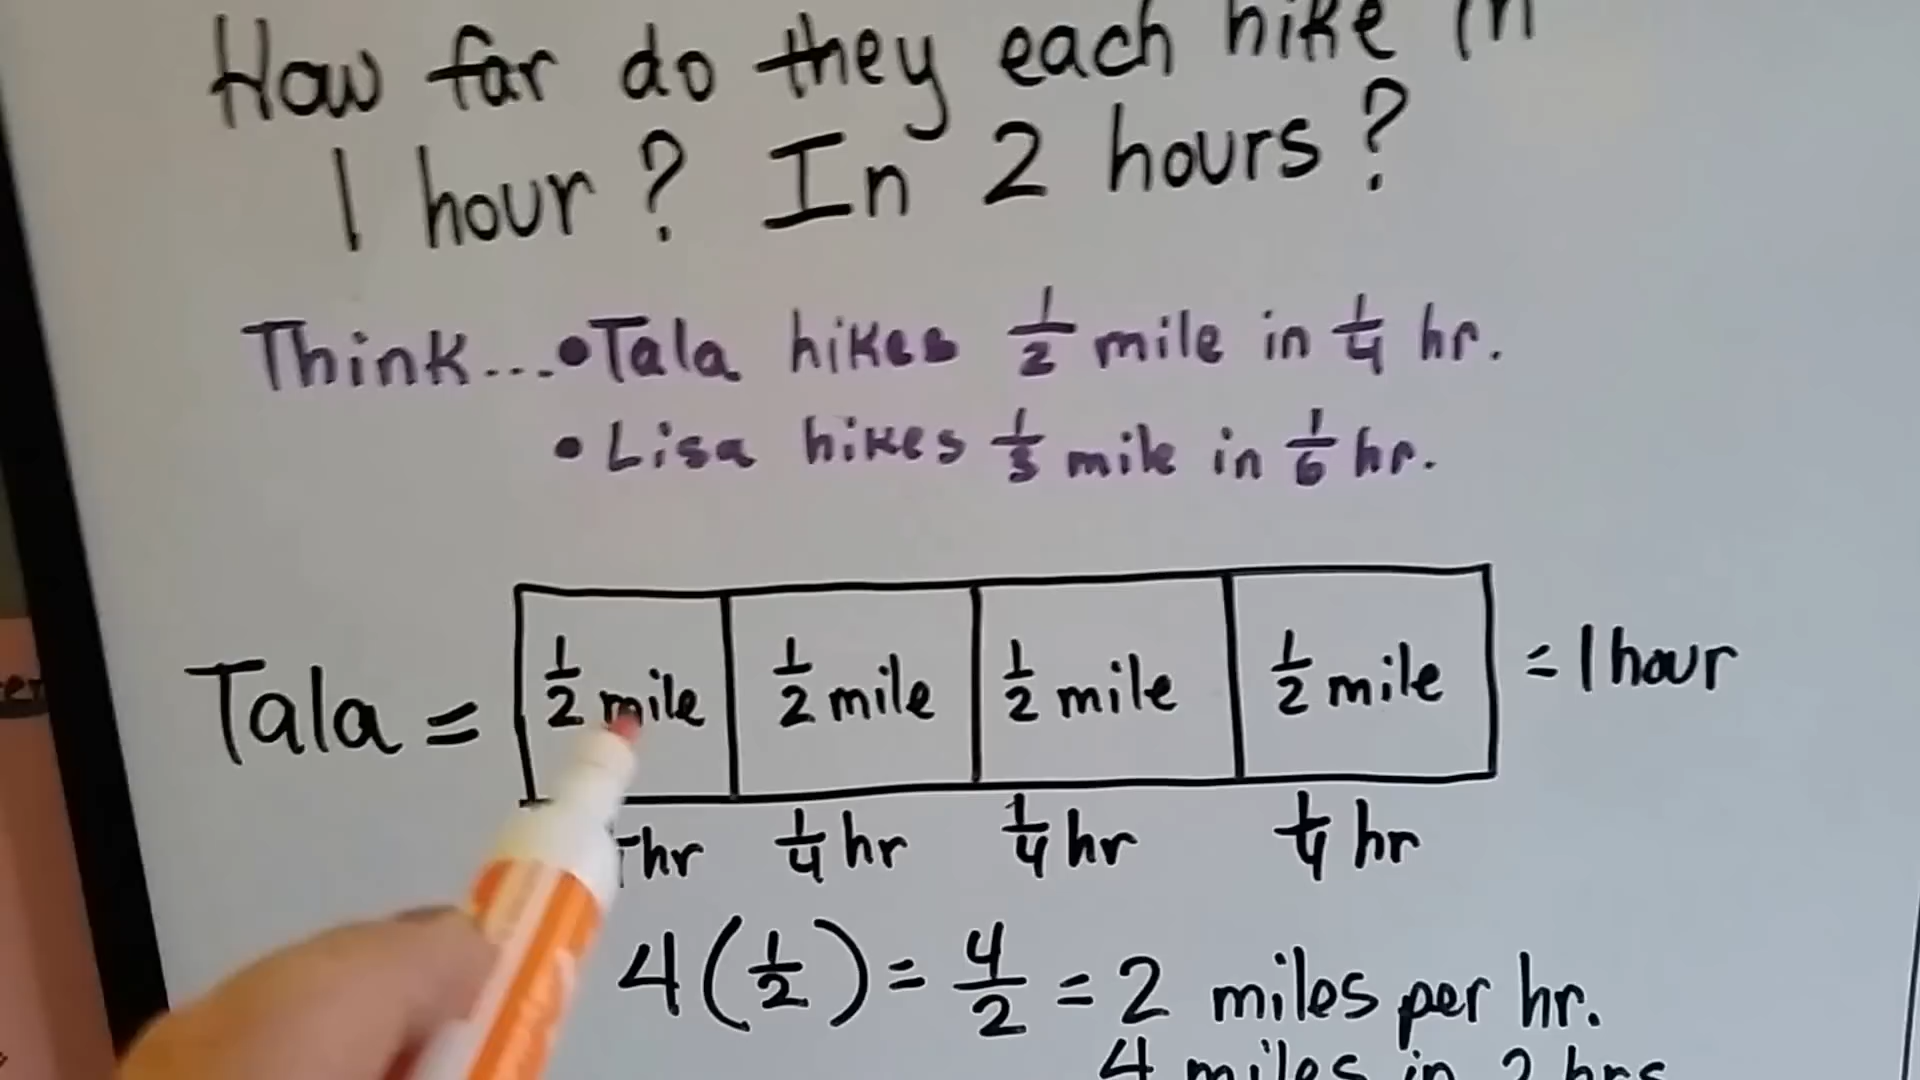 How far do they each hike in
1 hour? In 2 hours?
Think...•Tala hikes 1/2 mile in 1/4 hr.
•Lisa hikes 1/3 mile in 1/6 hr.
Tala = 1/2 mile 1/2 mile 1/2 mile 1/2 mile = 1 hour
hr 1/4 hr 1/4 hr 1/4 hr
4(1/2) = 4/2 = 2 miles per hr.
4 miles in 2 hrs